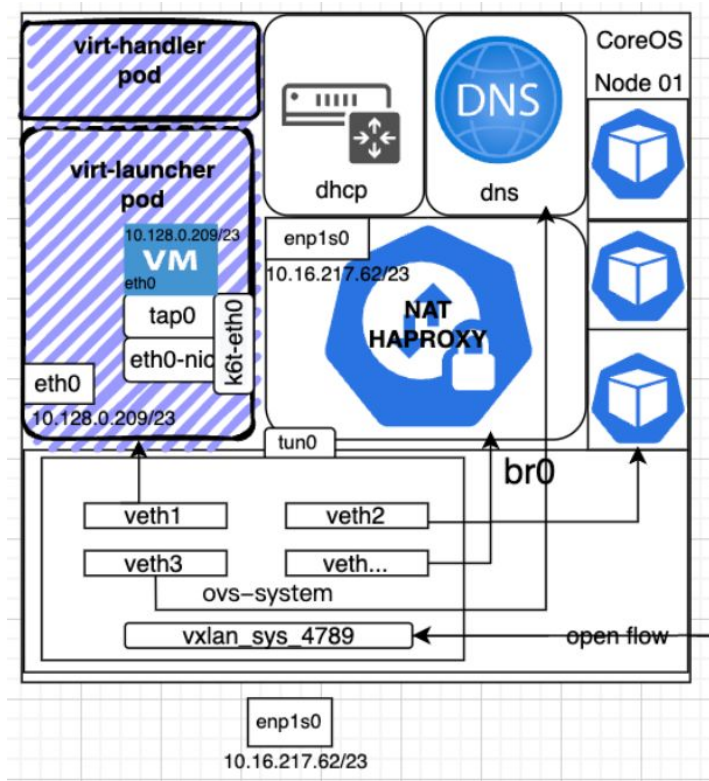 virt-handler
pod
virt-launcher
pod
10.128.0.209/23
VM
eth0
tap0
eth0-nic
k6t-eth0
eth0
10.128.0.209/23
dhcp
DNS
dns
CoreOS
Node 01
enp1s0
10.16.217.62/23
NAT
HAPROXY
tun0
br0
veth1
veth2
veth3
veth...
ovs-system
vxlan_sys_4789
open flow
enp1s0
10.16.217.62/23